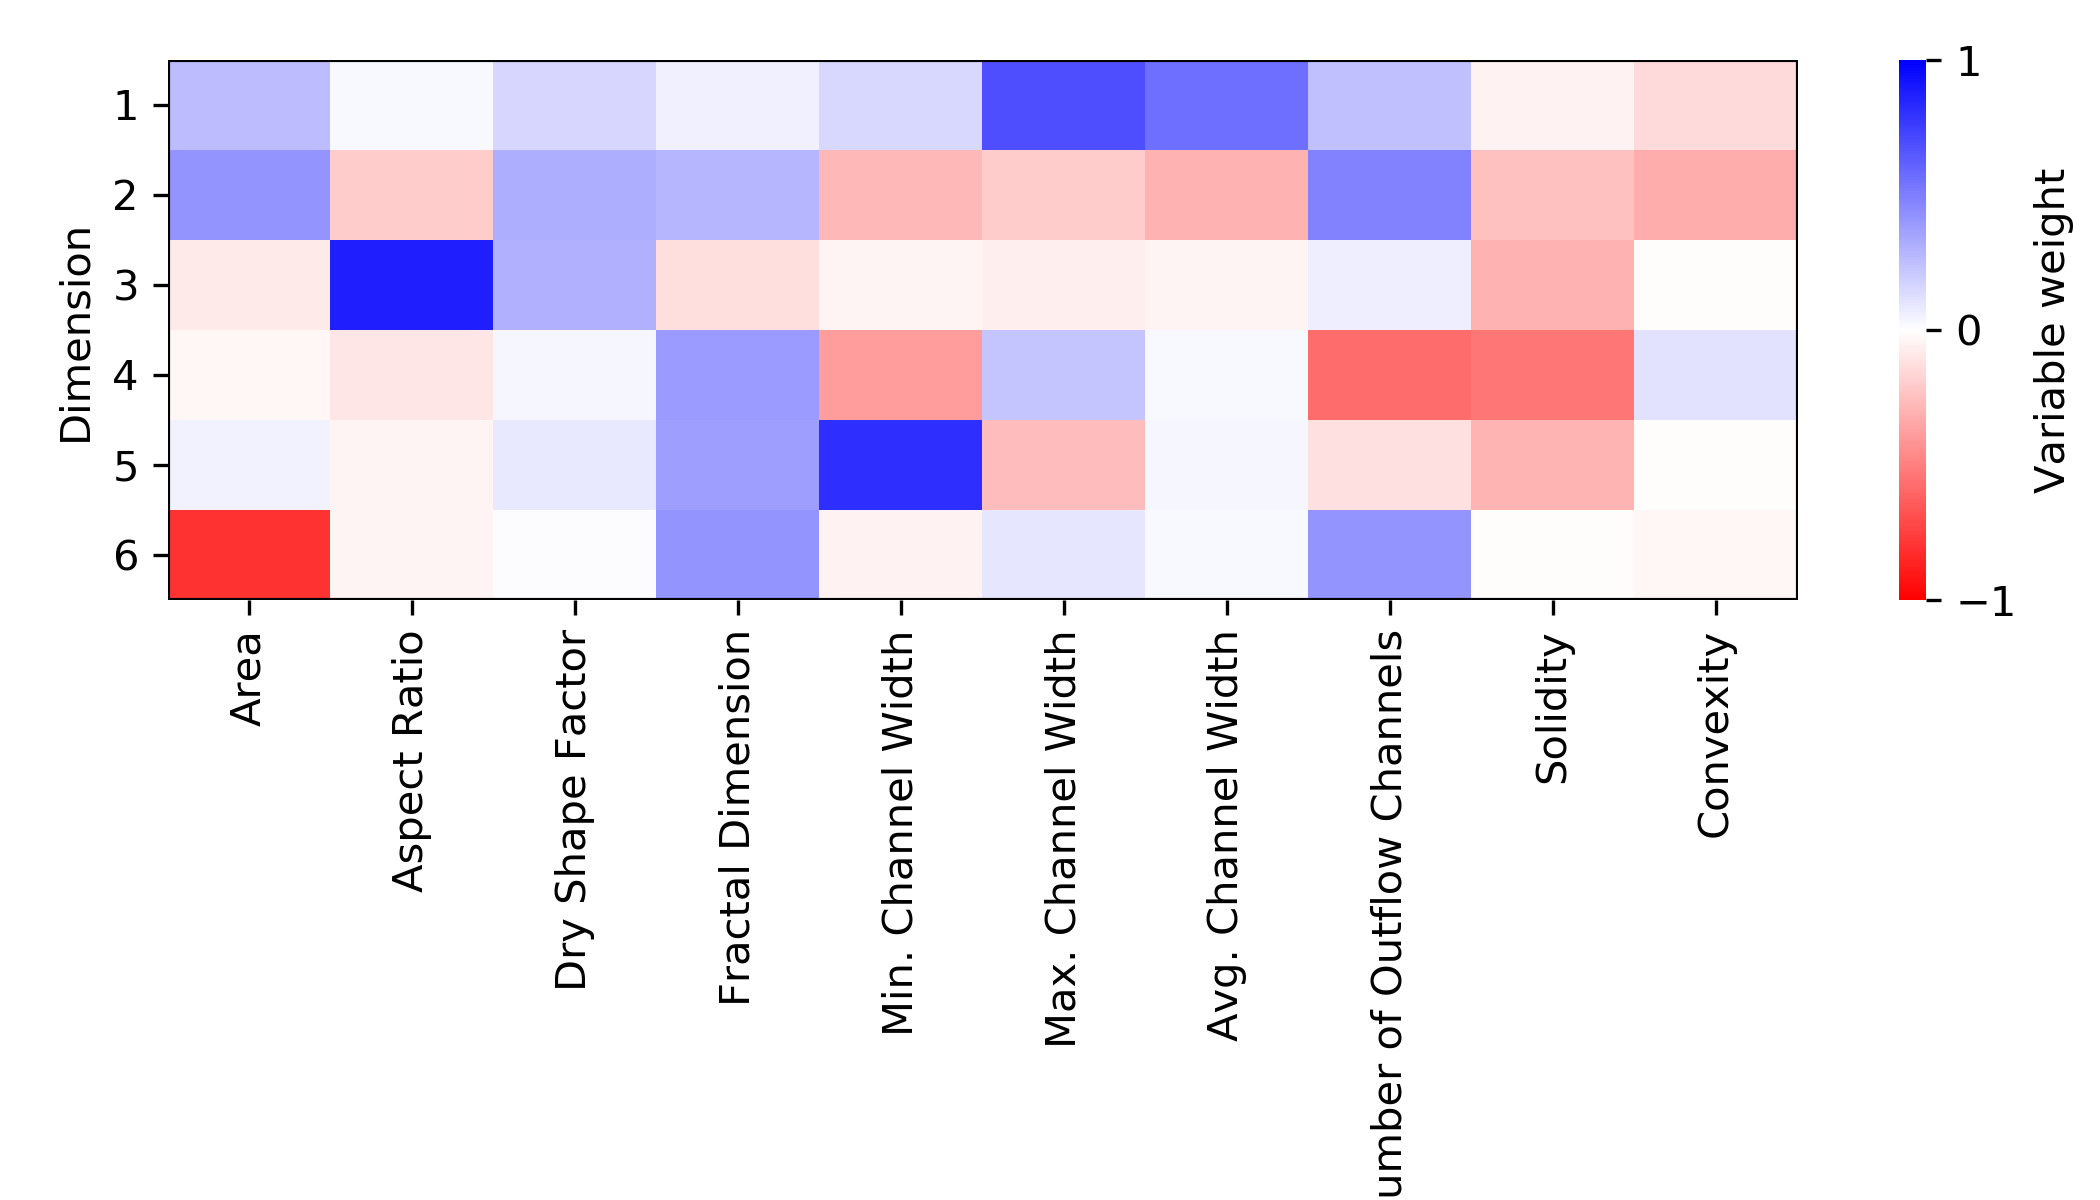 Dimension
1
2
3
4
5
6
Area
Aspect Ratio
Dry Shape Factor
Fractal Dimension
Min. Channel Width
Max. Channel Width
Avg. Channel Width
umber of Outflow Channels
Solidity
Convexity
1
0
−1
Variable weight